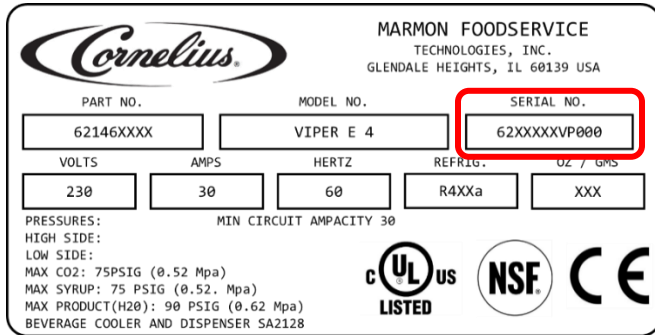 Cornelius®
MARMON FOODSERVICE
TECHNOLOGIES, INC.
GLENDALE HEIGHTS, IL 60139 USA
PART NO. MODEL NO. SERIAL NO.
62146XXXX VIPER E 4 62XXXXXVP000
VOLTS AMPS HERTZ REFRIG. OZ / GMS
230 30 60 R4XXa XXX
PRESSURES: MIN CIRCUIT AMPACITY 30
HIGH SIDE:
LOW SIDE:
MAX CO2: 75PSIG (0.52 Mpa)
MAX SYRUP: 75 PSIG (0.52. Mpa)
MAX PRODUCT(H20): 90 PSIG (0.62 Mpa)
BEVERAGE COOLER AND DISPENSER SA2128
C UL US
LISTED
NSF.
CE